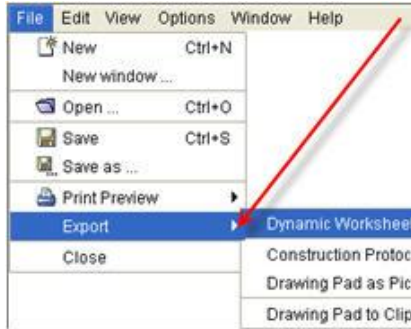 File Edit View Options Window Help
New Ctrl+N
New window ...
Open ... Ctrl+O
Save Ctrl+S
Save as ...
Print Preview
Export Dynamic Worksheet
Close Construction Protoc
Drawing Pad as Pic
Drawing Pad to Clip